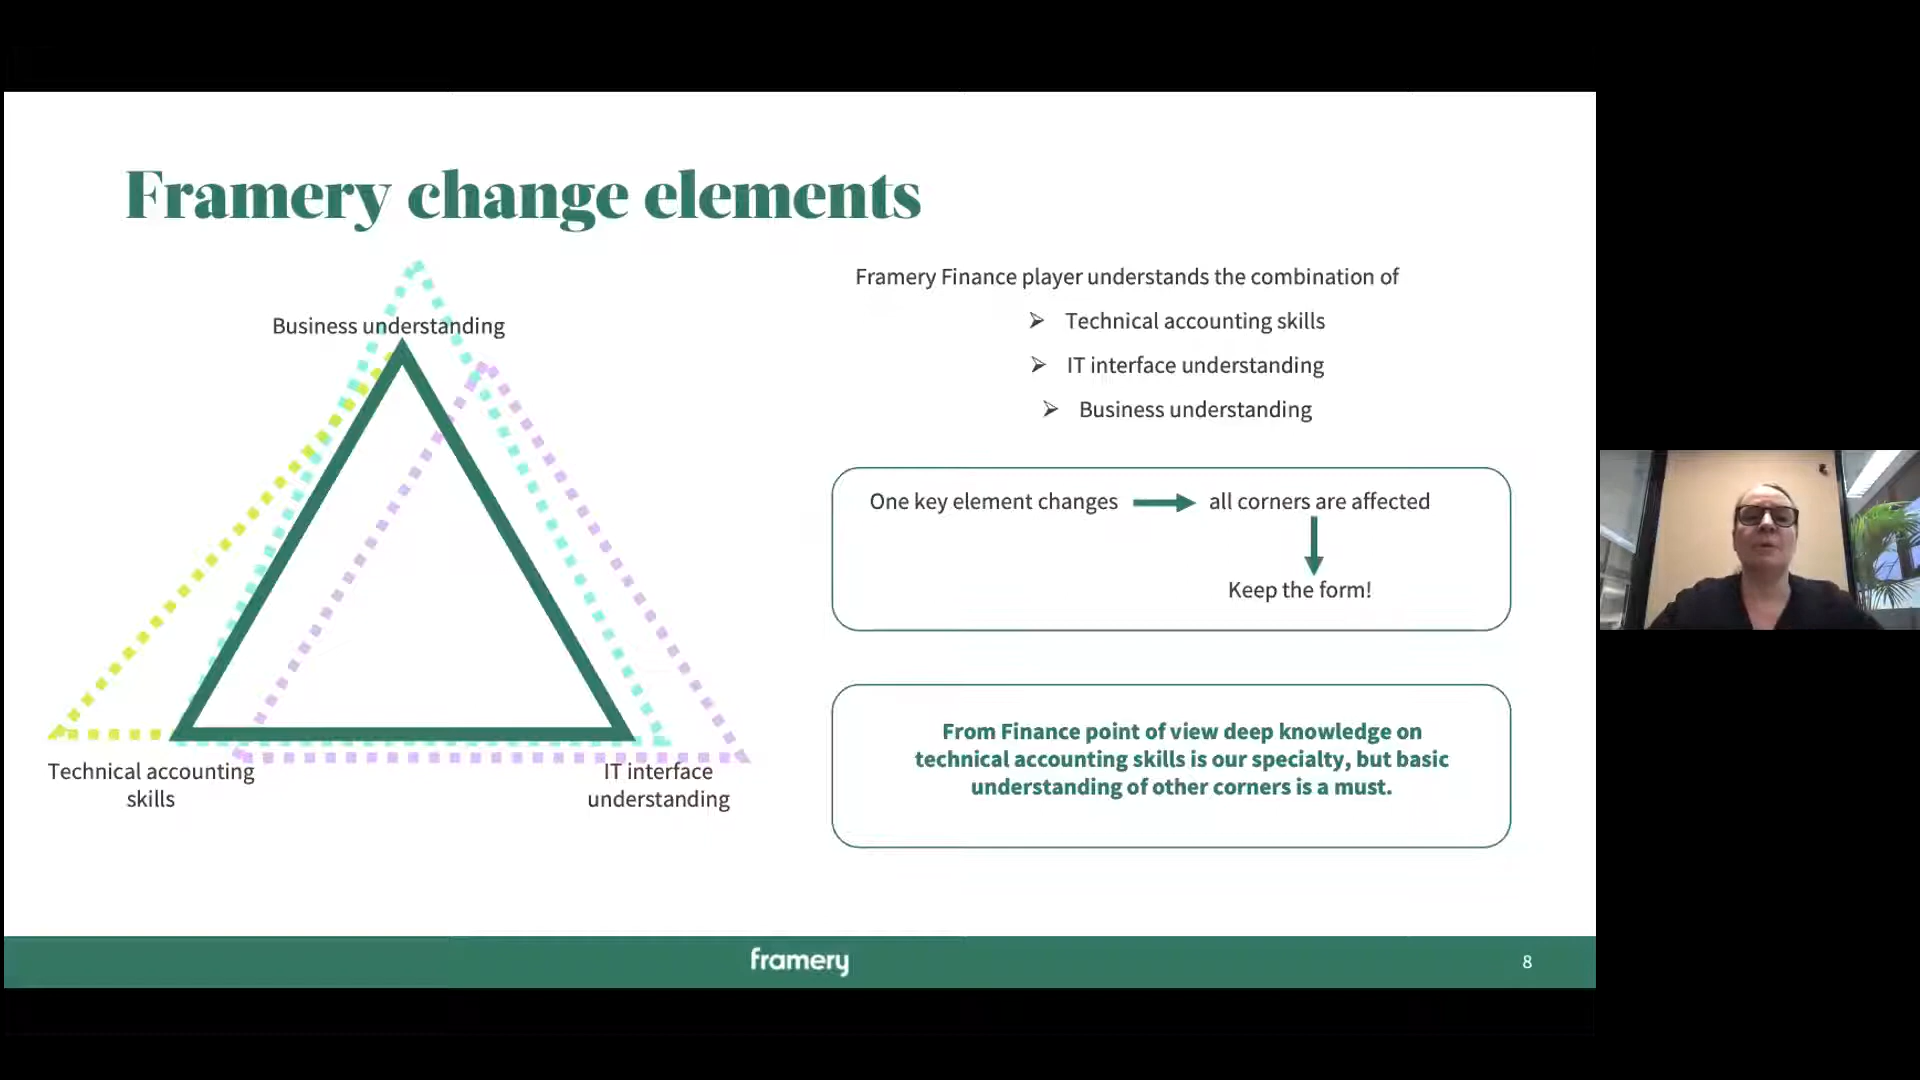 Framery change elements
Business understanding
Technical accounting
skills
IT interface
understanding
Framery Finance player understands the combination of
Technical accounting skills
IT interface understanding
Business understanding
One key element changes
all corners are affected
Keep the form!
From Finance point of view deep knowledge on
technical accounting skills is our specialty, but basic
understanding of other corners is a must.
framery
8